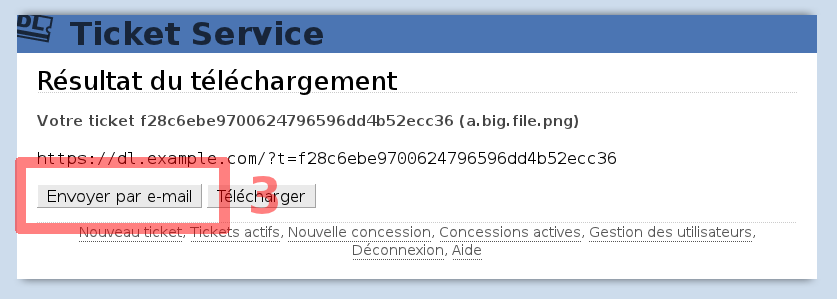 DL Ticket Service
Résultat du téléchargement
Votre ticket f28c6ebe9700624796596dd4b52ecc36 (a.big.file.png)
https://dl.example.com/?t=f28c6ebe9700624796596dd4b52ecc36
Envoyer par e-mail Télécharger 3
Nouveau ticket, Tickets actifs, Nouvelle concession, Concessions actives, Gestion des utilisateurs,
Déconnexion, Aide